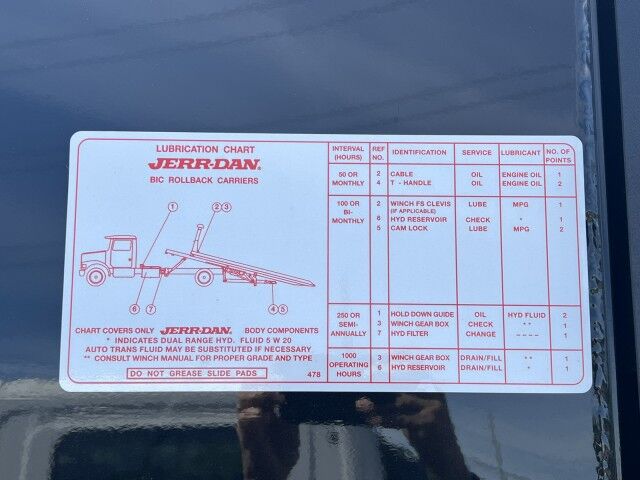 LUBRICATION CHART
JERR-DAN®
BIC ROLLBACK CARRIERS
1 2 3
6 7 4 5
CHART COVERS ONLY JERR-DAN® BODY COMPONENTS
* INDICATES DUAL RANGE HYD. FLUID 5 W 20
AUTO TRANS FLUID MAY BE SUBSTITUTED IF NECESSARY
** CONSULT WINCH MANUAL FOR PROPER GRADE AND TYPE
DO NOT GREASE SLIDE PADS
478
INTERVAL (HOURS) REF NO. IDENTIFICATION SERVICE LUBRICANT NO. OF POINTS
50 OR MONTHLY 2 CABLE OIL ENGINE OIL 1
4 T - HANDLE OIL ENGINE OIL 2
100 OR BI-MONTHLY 2 WINCH FS CLEVIS (IF APPLICABLE) LUBE MPG 1
6 HYD RESERVOIR CHECK * 1
5 CAM LOCK LUBE MPG 2
250 OR SEMI-ANNUALLY 1 HOLD DOWN GUIDE OIL HYD FLUID 2
3 WINCH GEAR BOX CHECK ** 1
7 HYD FILTER CHANGE ---- 1
1000 OPERATING HOURS 3 WINCH GEAR BOX DRAIN/FILL ** 1
6 HYD RESERVOIR DRAIN/FILL * 1